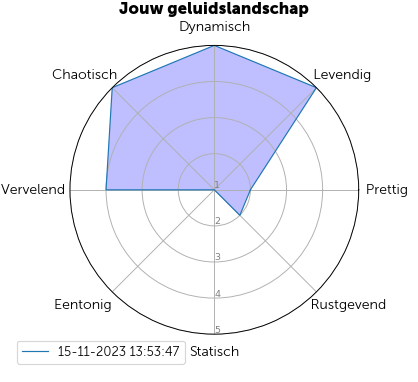 Jouw geluidslandschap
Dynamisch
Chaotisch
Levendig
Vervelend
1
Prettig
2
3
4
Eentonig
Rustgevend
5
15-11-2023 13:53:47
Statisch